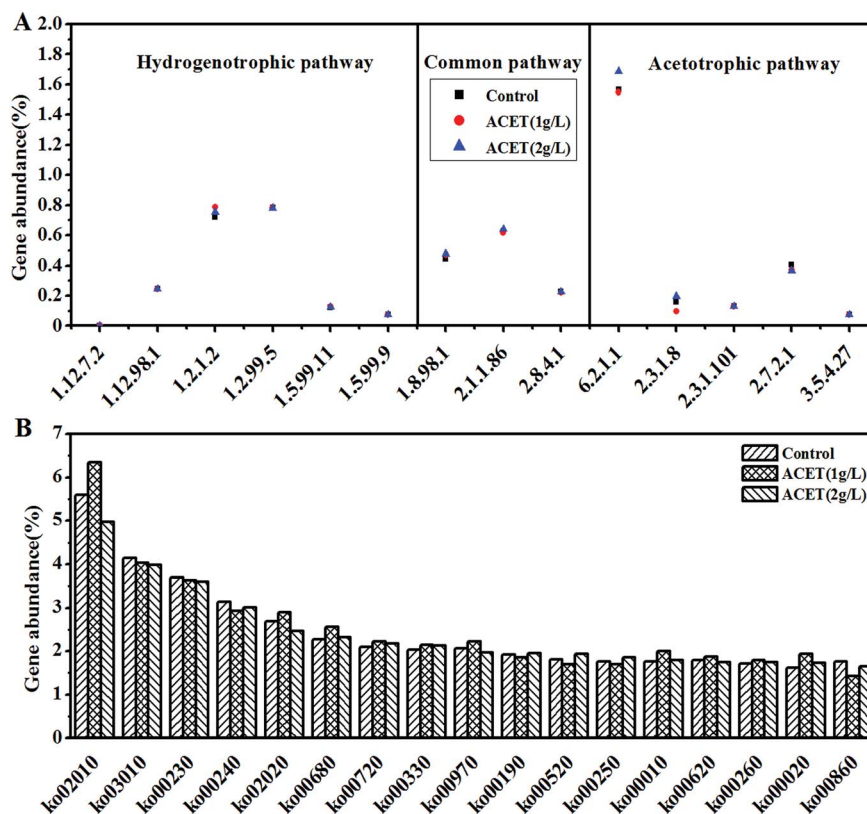 A
Gene abundance(%)
2.0
1.8
1.6
1.4
1.2
1.0
0.8
0.6
0.4
0.2
0
Hydrogenotrophic pathway
Common pathway
Acetotrophic pathway
Control
ACET(1g/L)
ACET(2g/L)
1.12.7.2
1.12.98.1
1.2.1.2
1.2.99.5
1.5.99.11
1.5.99.9
1.8.98.1
2.1.1.86
2.8.4.1
6.2.1.1
2.3.1.8
2.3.1.101
2.7.2.1
3.5.4.27
B
Gene abundance(%)
7
6
5
4
3
2
1
0
Control
ACET(1g/L)
ACET(2g/L)
ko02010
ko03010
ko00230
ko00240
ko02020
ko00680
ko00720
ko00330
ko00970
ko00190
ko00520
ko00250
ko00010
ko00620
ko00260
ko00020
ko00860